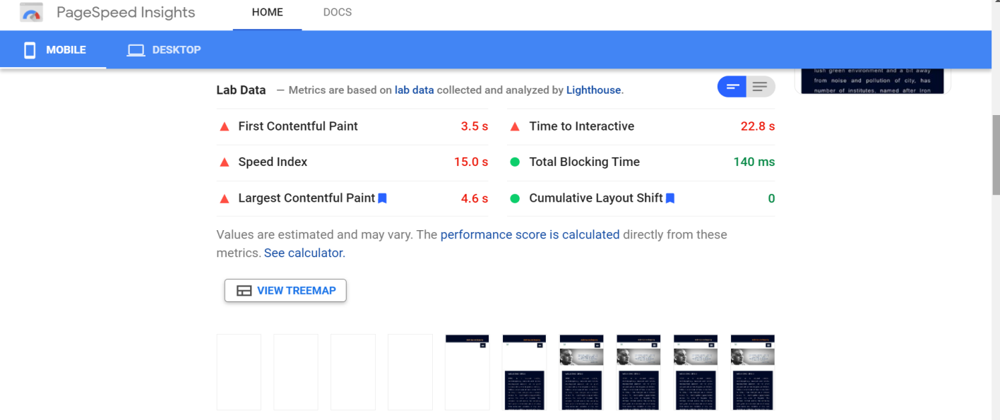 PageSpeed Insights HOME DOCS
MOBILE DESKTOP
lush green environment and a bit away
from noise and pollution of city, has
number of institutes, named after Iron
Lab Data — Metrics are based on lab data collected and analyzed by Lighthouse.
First Contentful Paint 3.5 s
Time to Interactive 22.8 s
Speed Index 15.0 s
Total Blocking Time 140 ms
Largest Contentful Paint 4.6 s
Cumulative Layout Shift 0
Values are estimated and may vary. The performance score is calculated directly from these
metrics. See calculator.
VIEW TREEMAP